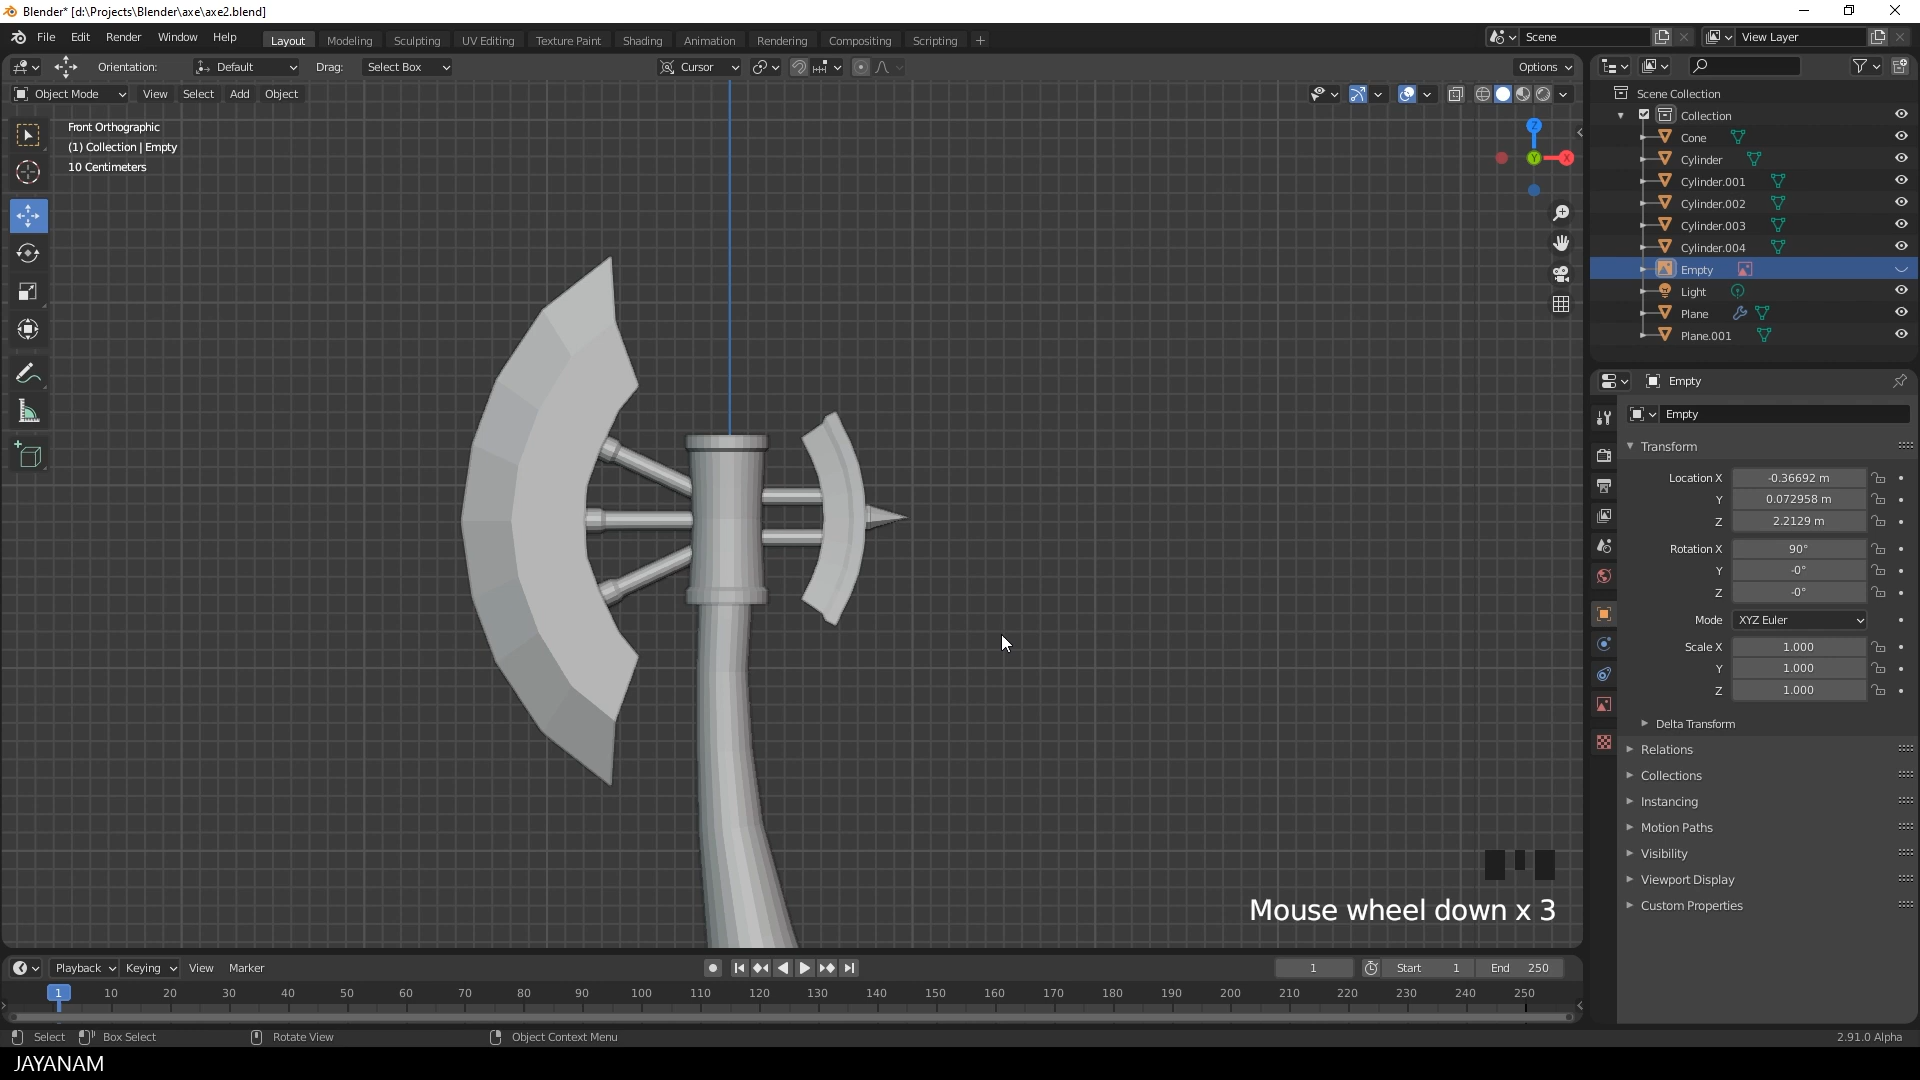 Blender* [d:\Projects\Blender\axe\axe2.blend]
File Edit Render Window Help
Layout Modeling Sculpting UV Editing Texture Paint Shading Animation Rendering Compositing Scripting +
Scene View Layer
Orientation: Default Drag: Select Box Cursor Options
Object Mode View Select Add Object
Front Orthographic
(1) Collection | Empty
10 Centimeters
Z
Y
X
Scene Collection
Collection
Cone
Cylinder
Cylinder.001
Cylinder.002
Cylinder.003
Cylinder.004
Empty
Light
Plane
Plane.001
Empty
Empty
Transform
Location X -0.36692 m
Y 0.072958 m
Z 2.2129 m
Rotation X 90°
Y -0°
Z -0°
Mode XYZ Euler
Scale X 1.000
Y 1.000
Z 1.000
Delta Transform
Relations
Collections
Instancing
Motion Paths
Visibility
Viewport Display
Custom Properties
Mouse wheel down x 3
Playback Keying View Marker 1 Start 1 End 250
1 10 20 30 40 50 60 70 80 90 100 110 120 130 140 150 160 170 180 190 200 210 220 230 240 250
Select Box Select Rotate View Object Context Menu 2.91.0 Alpha
JAYANAM